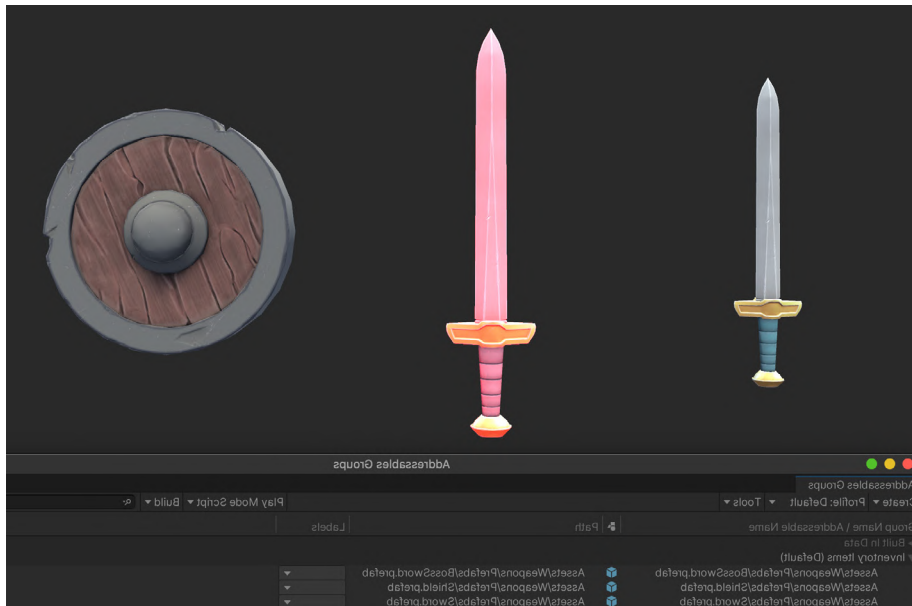 Addressables Groups
Addressables Groups
Create Profile: Default Tools Play Mode Script Build
Group Name \ Addressable Name Path Labels
Built In Data
Inventory Items (Default)
Assets/Weapons/Prefabs/BossSword.prefab Assets/Weapons/Prefabs/BossSword.prefab
Assets/Weapons/Prefabs/Shield.prefab Assets/Weapons/Prefabs/Shield.prefab
Assets/Weapons/Prefabs/Sword.prefab Assets/Weapons/Prefabs/Sword.prefab